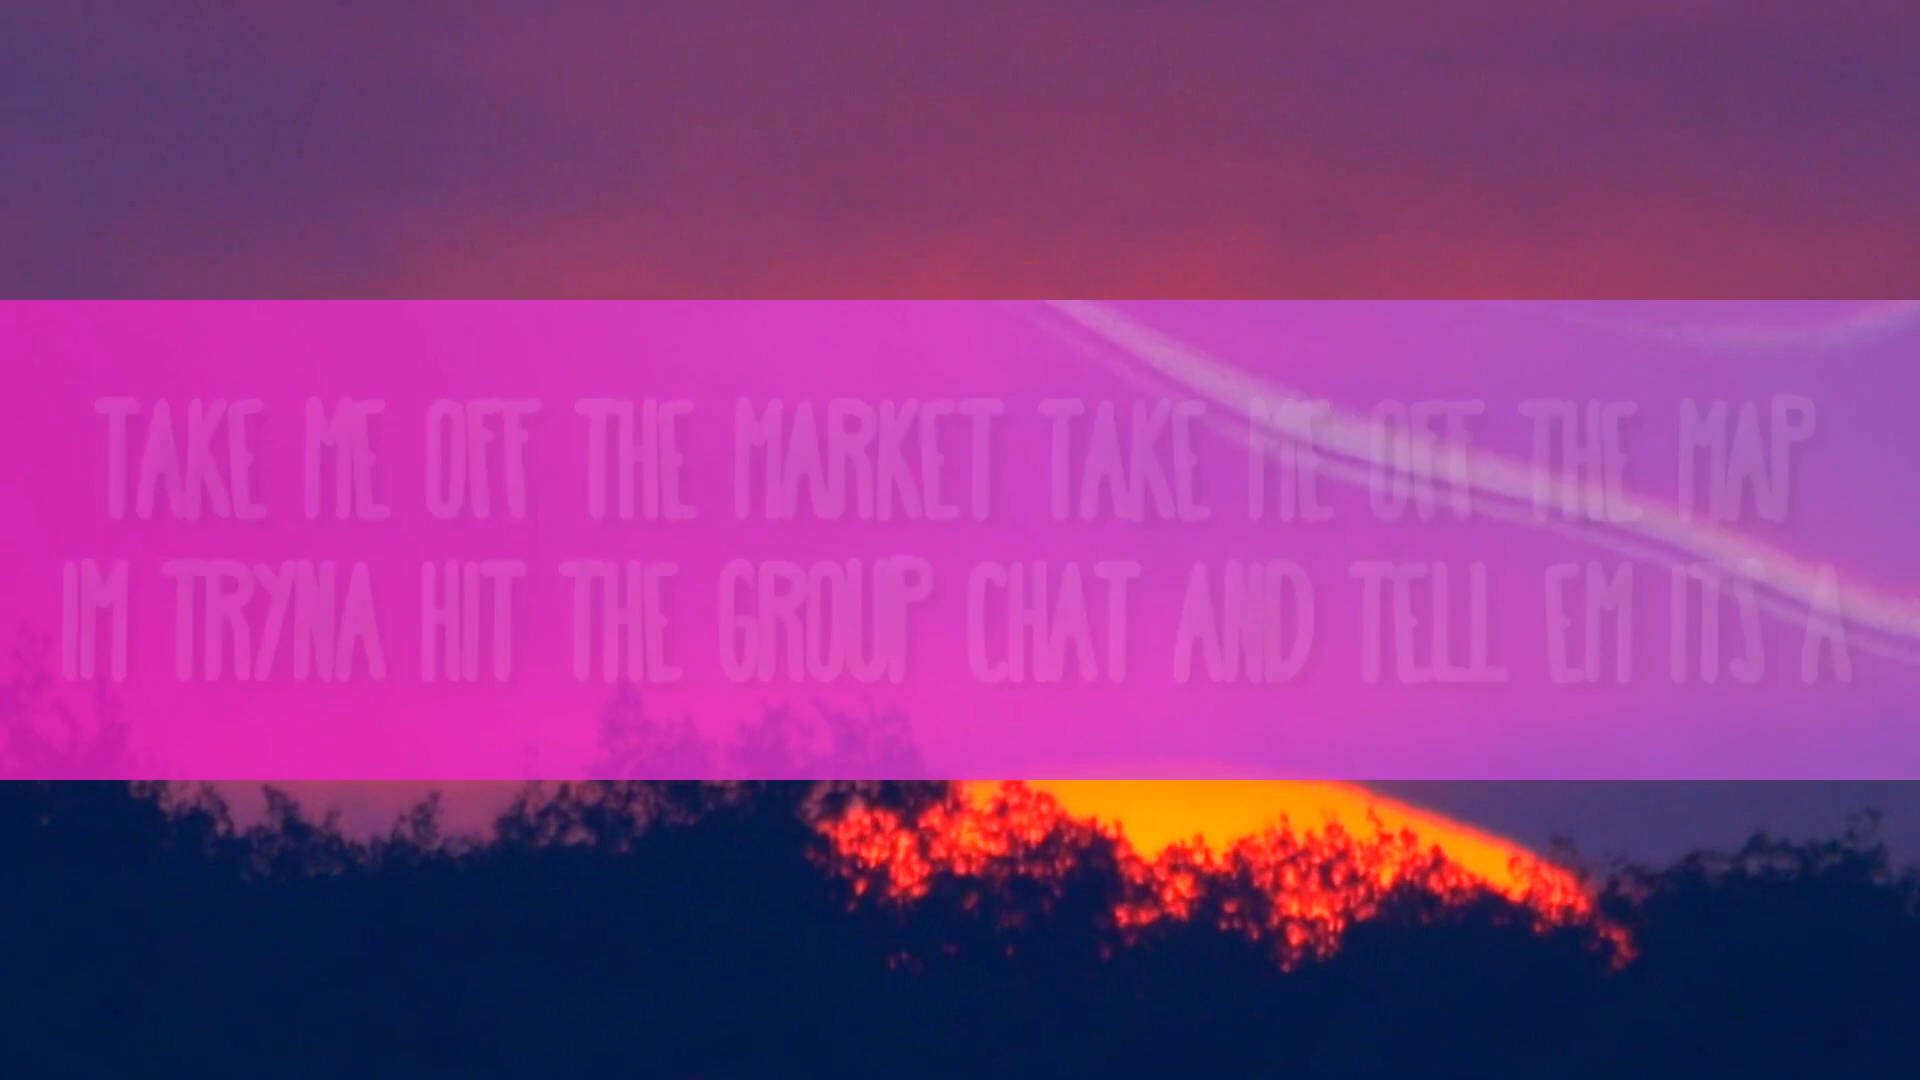 TAKE ME OFF THE MARKET TAKE ME OFF THE MAP
IM TRYNA HIT THE GROUP CHAT AND TELL EM ITS A